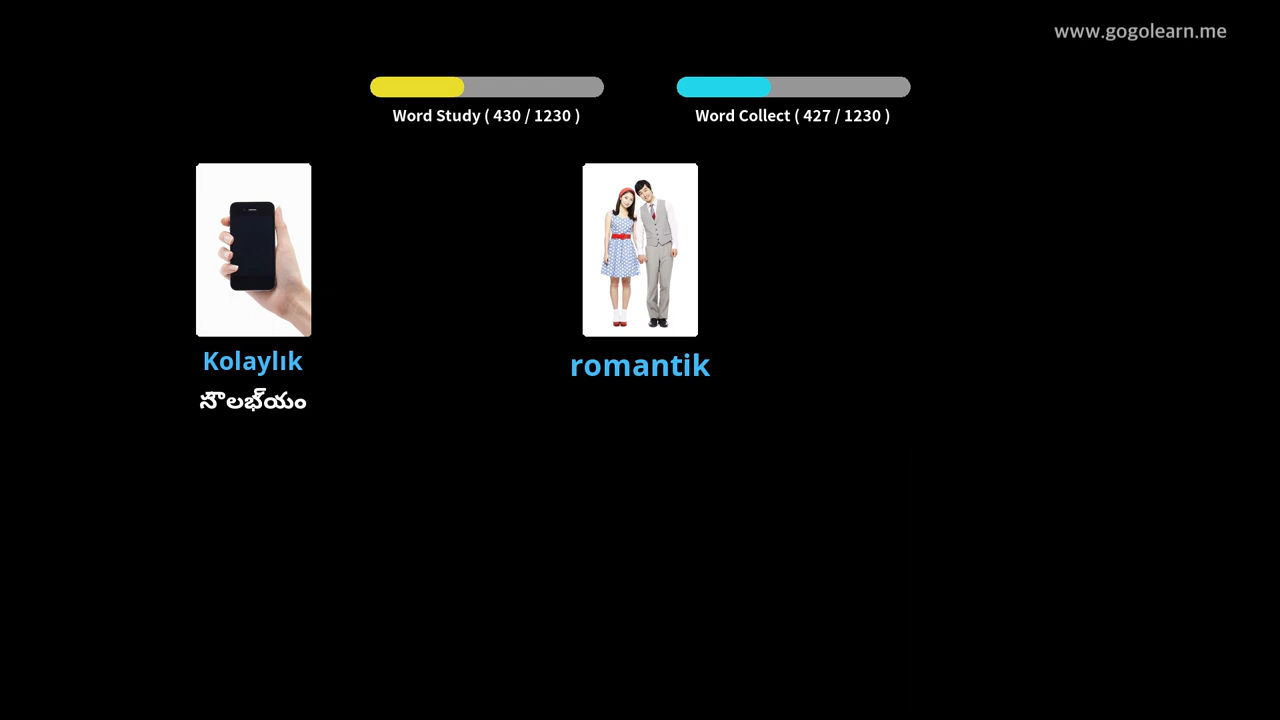 www.gogolearn.me
Word Study ( 430 / 1230 )
Word Collect ( 427 / 1230 )
Kolaylık
సౌలభ్యం
romantik